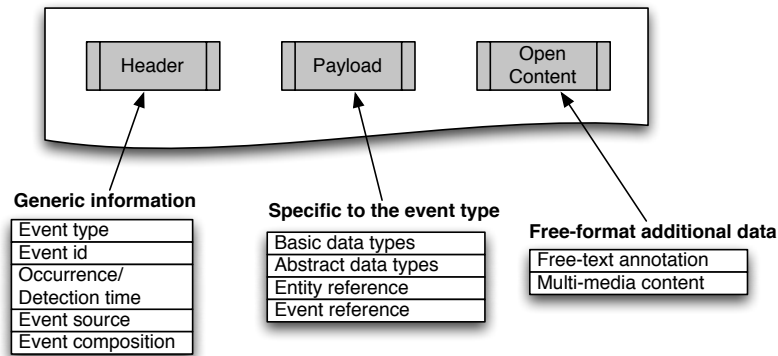 Header
Payload
Open
Content
Generic information
Event type
Event id
Occurrence/
Detection time
Event source
Event composition
Specific to the event type
Basic data types
Abstract data types
Entity reference
Event reference
Free-format additional data
Free-text annotation
Multi-media content